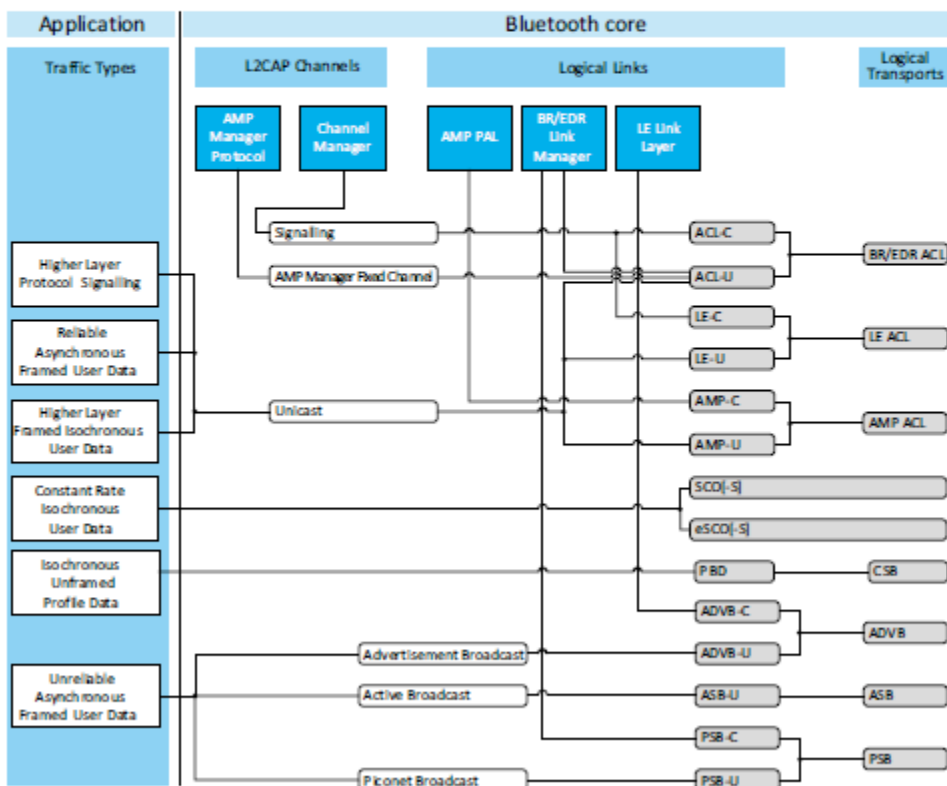 Application
Bluetooth core
Traffic Types
L2CAP Channels
Logical Links
Logical
Transports
AMP
Manager
Protocol
Channel
Manager
AMP PAL
BR/EDR
Link
Manager
LE Link
Layer
Signalling
ACL-C
Higher Layer
Protocol Signalling
BR/EDR ACL
AMP Manager Fixed Channel
ACL-U
LE-C
Reliable
Asynchronous
Framed User Data
LE ACL
LE-U
Higher Layer
Framed Isochronous
User Data
Unicast
AMP-C
AMP ACL
AMP-U
Constant Rate
Isochronous
User Data
SCO[-S]
eSCO[-S]
Isochronous
Unframed
Profile Data
PBD
CSB
ADVB-C
ADVB
Advertisement Broadcast
ADVB-U
Unreliable
Asynchronous
Framed User Data
Active Broadcast
ASB-U
ASB
PSB-C
PSB
Piconet Broadcast
PSB-U